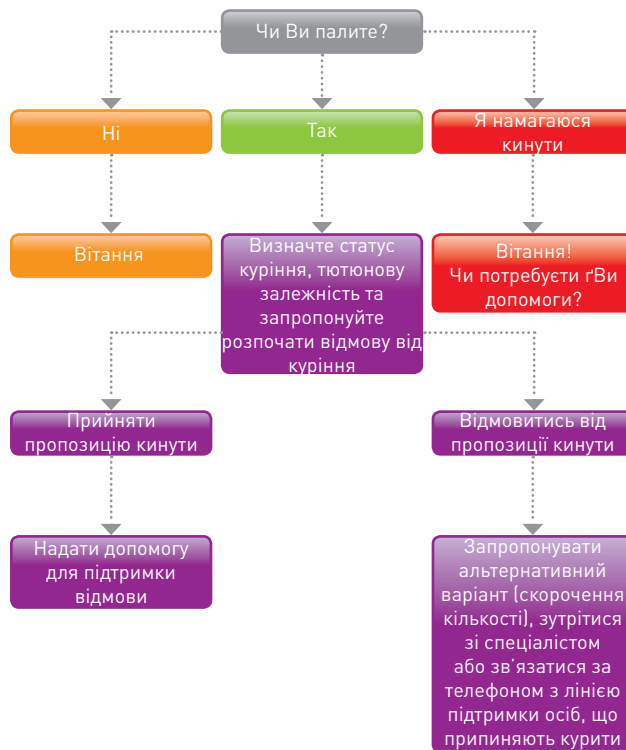 Чи Ви палите?
Ні
Так
Я намагаюся
кинути
Вітання
Визначте статус
куріння, тютюнову
залежність та
запропонуйте
розпочати відмову від
куріння
Вітання!
Чи потребуєти ґВи
допомоги?
Прийняти
пропозицію кинути
Відмовитись від
пропозиції кинути
Надати допомогу
для підтримки
відмови
Запропонувати
альтернативний
варіант (скорочення
кількості), зутрітися
зі спеціалістом
або зв’язатися за
телефоном з лінією
підтримки осіб, що
припиняють курити